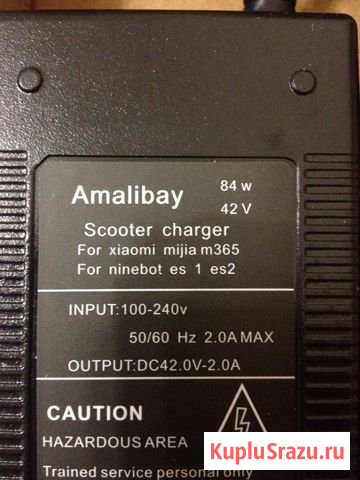 Amalibay 84 w
42 V
Scooter charger
For xiaomi mijia m365
For ninebot es 1 es2
INPUT:100-240v
50/60 Hz 2.0A MAX
OUTPUT:DC42.0V-2.0A
CAUTION
HAZARDOUS AREA
Trained service personal only
KupluSrazu.ru